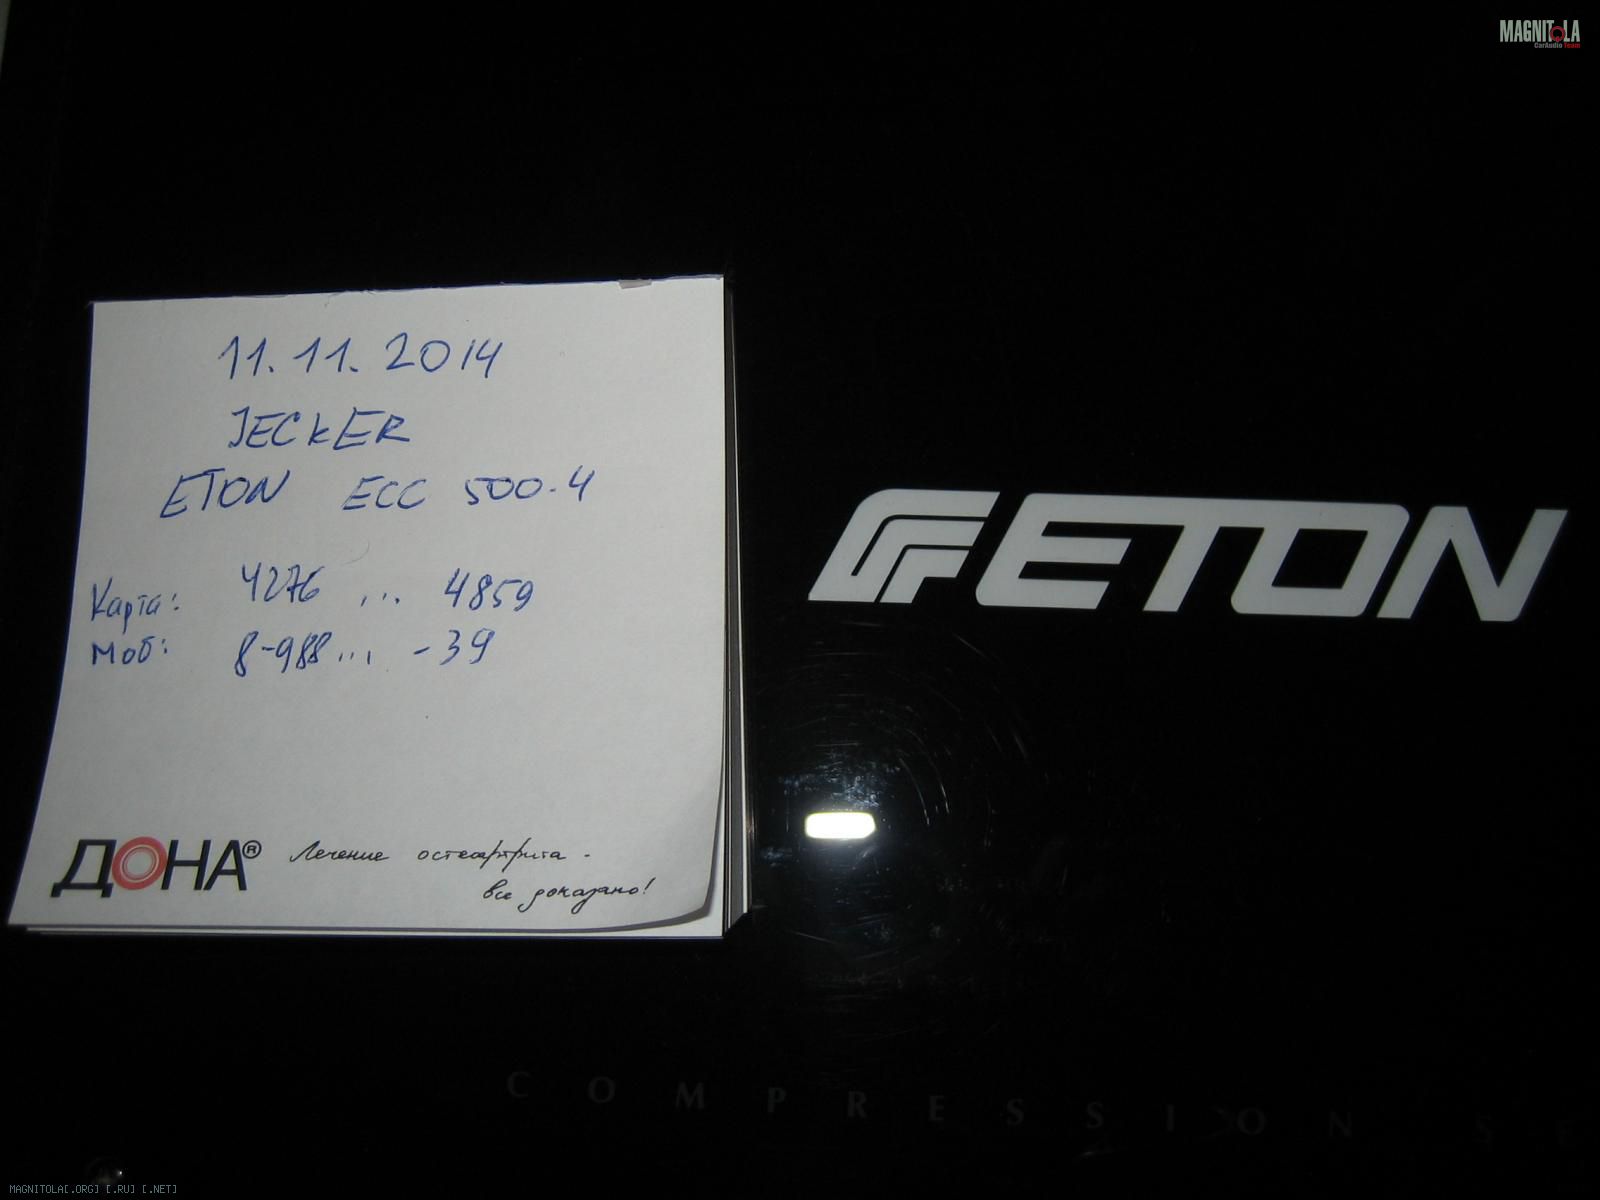 MAGNITOLA
CarAudio Team
11.11.2014
JECKER
ETON ECC 500.4
Карта: 4276 ... 4859
Моб: 8-988... -39
ДОНА® Лечение остеоартрита -
все доказано!
ETON
COMPRESSION SE
MAGNITOLA[.ORG] [.RU] [.NET]